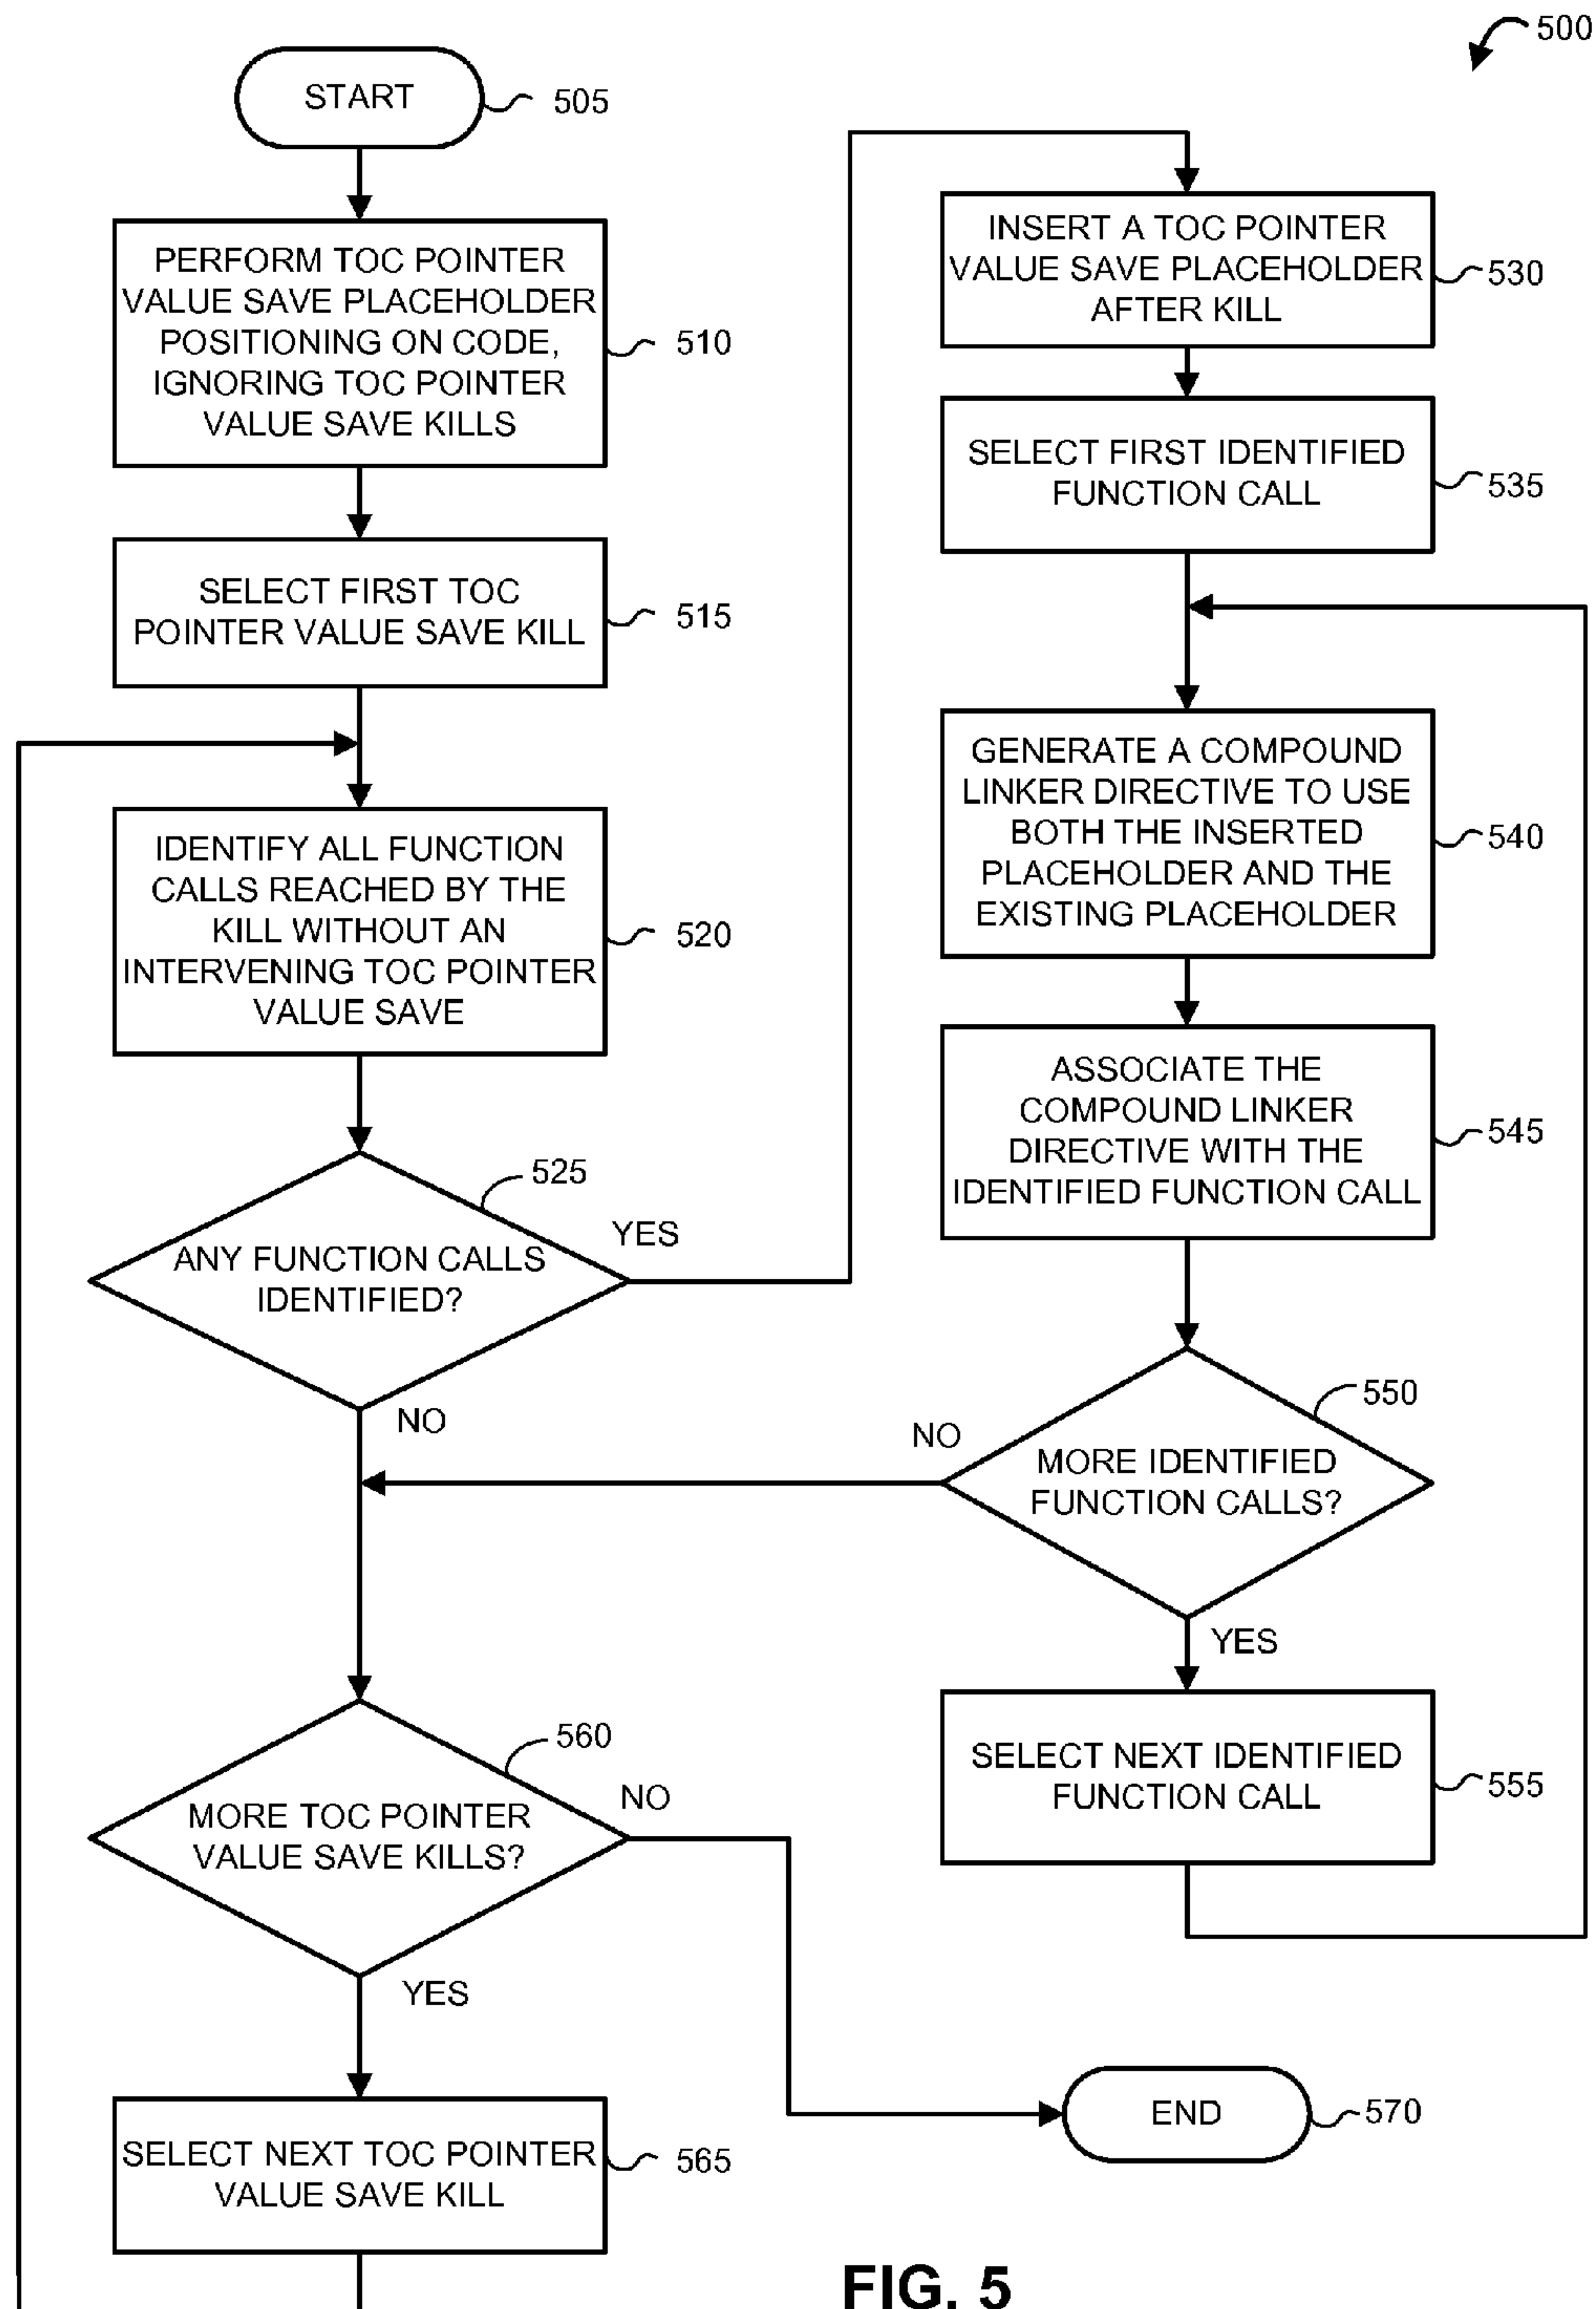 500
START
505
PERFORM TOC POINTER
VALUE SAVE PLACEHOLDER
POSITIONING ON CODE,
IGNORING TOC POINTER
VALUE SAVE KILLS
510
SELECT FIRST TOC
POINTER VALUE SAVE KILL
515
IDENTIFY ALL FUNCTION
CALLS REACHED BY THE
KILL WITHOUT AN
INTERVENING TOC POINTER
VALUE SAVE
520
525
ANY FUNCTION CALLS
IDENTIFIED?
YES
NO
INSERT A TOC POINTER
VALUE SAVE PLACEHOLDER
AFTER KILL
530
SELECT FIRST IDENTIFIED
FUNCTION CALL
535
GENERATE A COMPOUND
LINKER DIRECTIVE TO USE
BOTH THE INSERTED
PLACEHOLDER AND THE
EXISTING PLACEHOLDER
540
ASSOCIATE THE
COMPOUND LINKER
DIRECTIVE WITH THE
IDENTIFIED FUNCTION CALL
545
550
NO
MORE IDENTIFIED
FUNCTION CALLS?
YES
SELECT NEXT IDENTIFIED
FUNCTION CALL
555
560
MORE TOC POINTER
VALUE SAVE KILLS?
NO
YES
SELECT NEXT TOC POINTER
VALUE SAVE KILL
565
END
570
FIG. 5